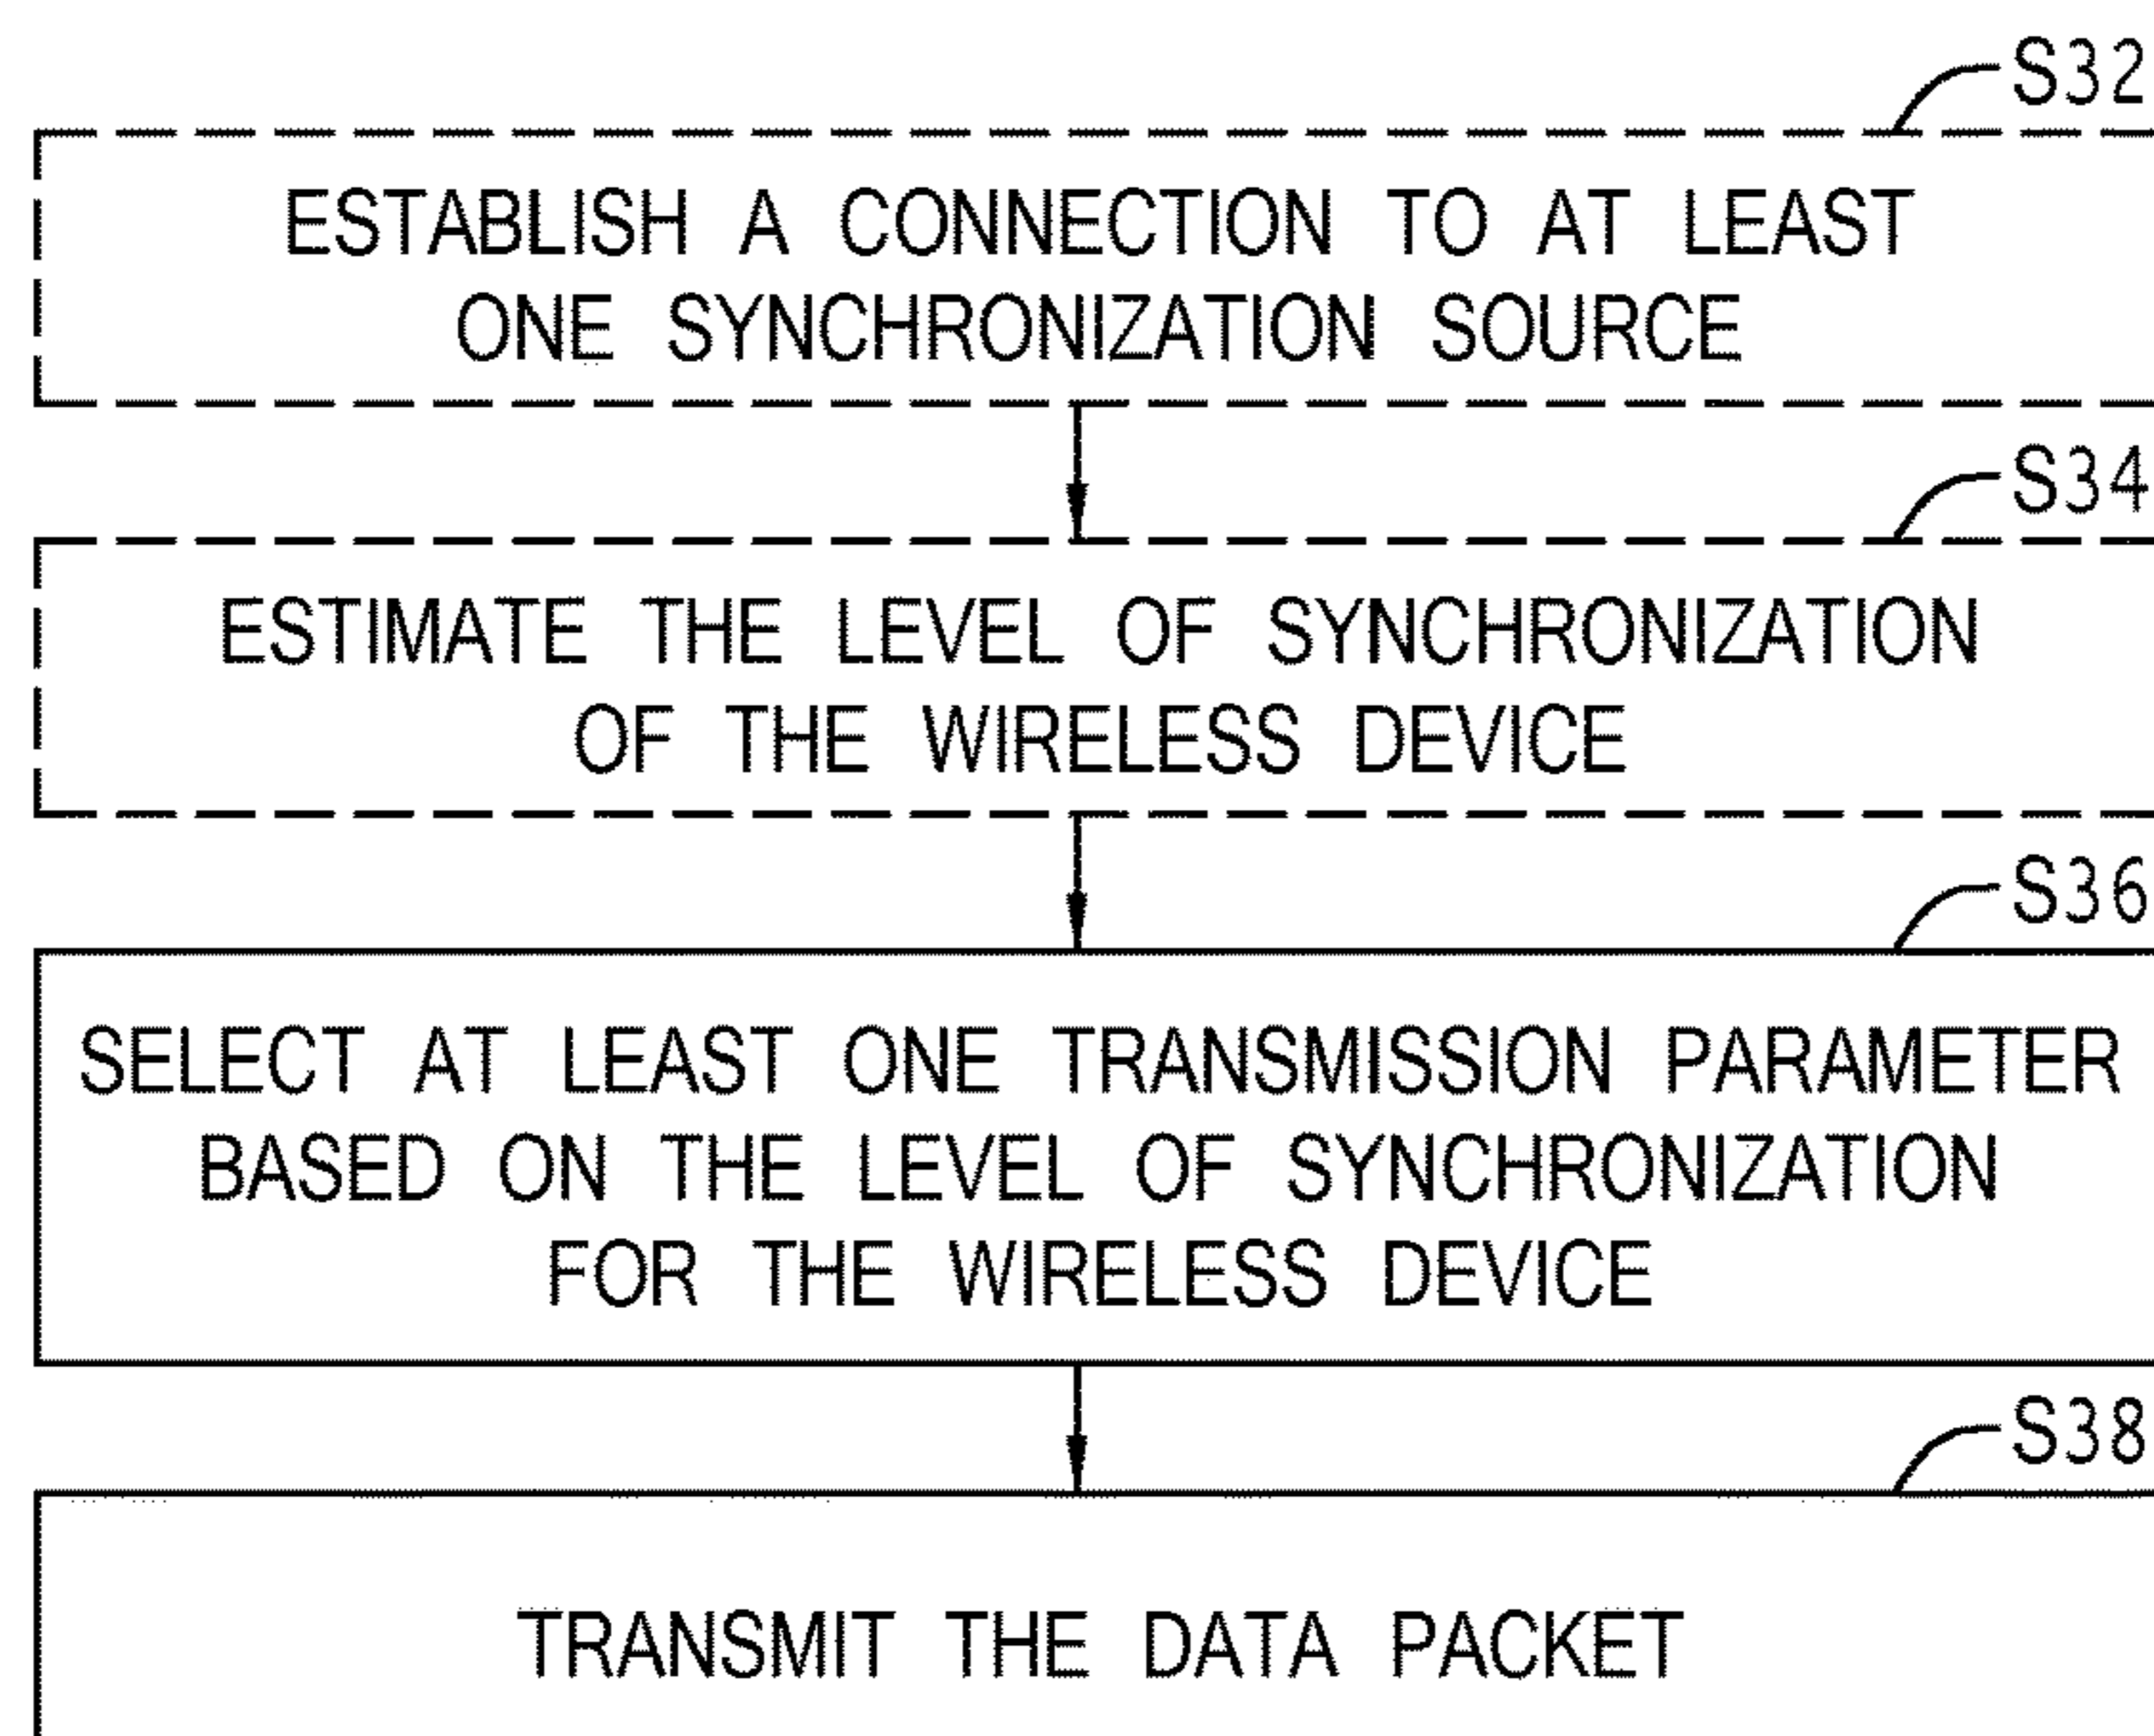 S32
ESTABLISH A CONNECTION TO AT LEAST
ONE SYNCHRONIZATION SOURCE
S34
ESTIMATE THE LEVEL OF SYNCHRONIZATION
OF THE WIRELESS DEVICE
S36
SELECT AT LEAST ONE TRANSMISSION PARAMETER
BASED ON THE LEVEL OF SYNCHRONIZATION
FOR THE WIRELESS DEVICE
S38
TRANSMIT THE DATA PACKET